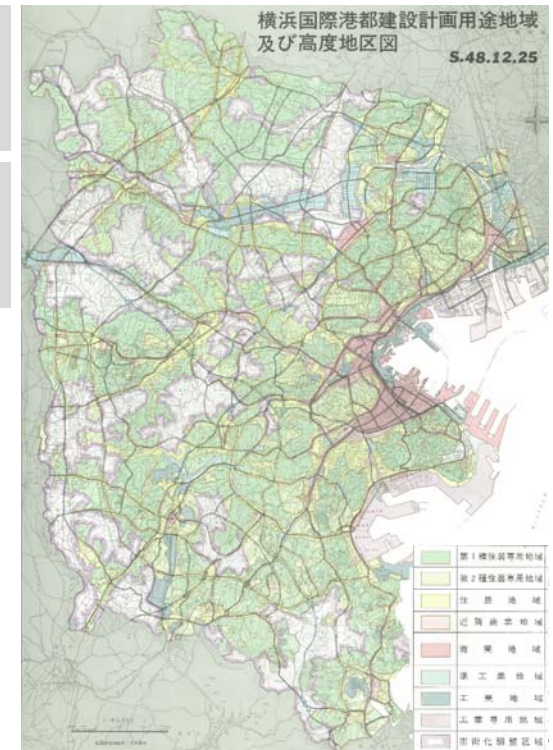 横浜国際港都建設計画用途地域
及び高度地区図
S.48.12.25
第1種住居専用地域
第2種住居専用地域
住居地域
近隣商業地域
商業地域
準工業地域
工業地域
工業専用地域
市街化調整区域